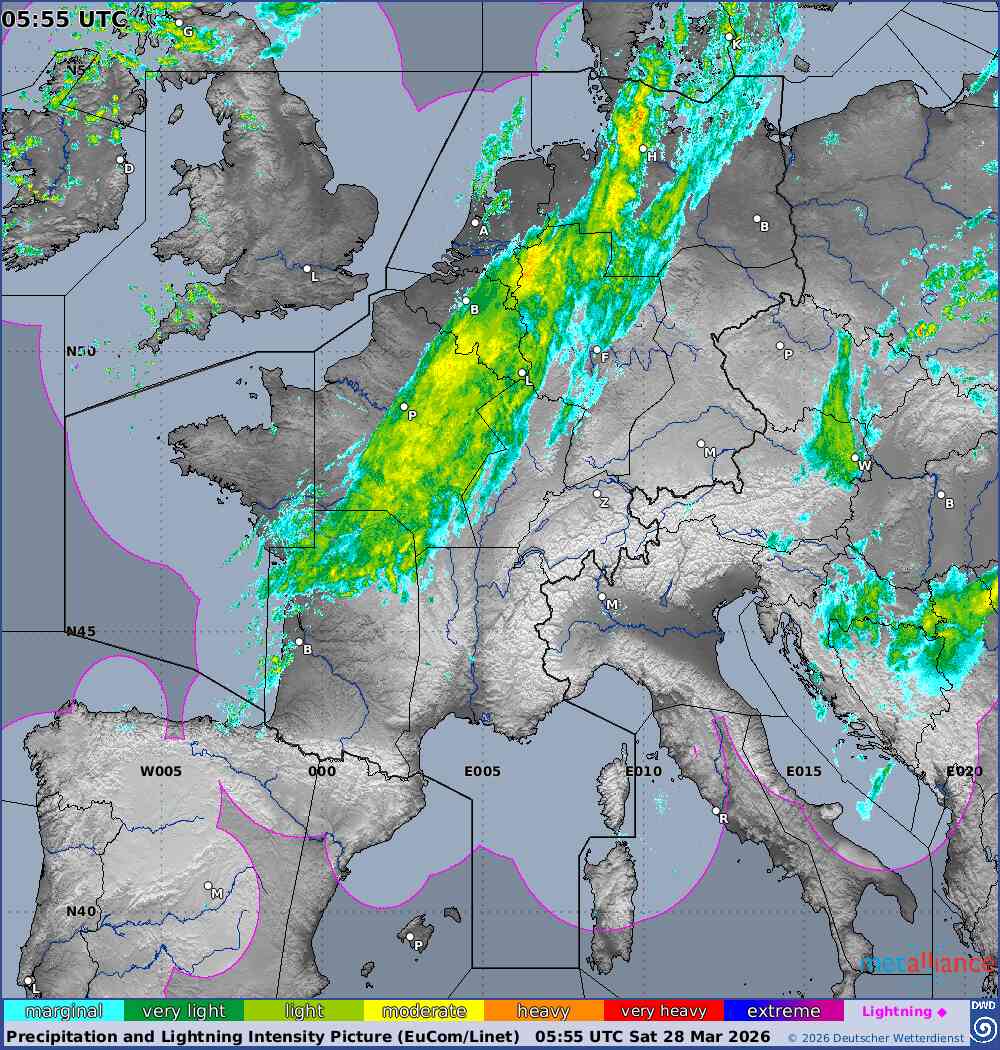 05:55 UTC
G
K
N55
D
H
A
B
L
B
N50
P
F
L
P
M
W
Z
B
M
N45
B
W005
000
E005
E010
E015
E020
R
M
N40
P
L
metalliance
marginal very light light moderate heavy very heavy extreme Lightning ◆
DWD
Precipitation and Lightning Intensity Picture (EuCom/Linet) 05:55 UTC Sat 28 Mar 2026 © 2026 Deutscher Wetterdienst